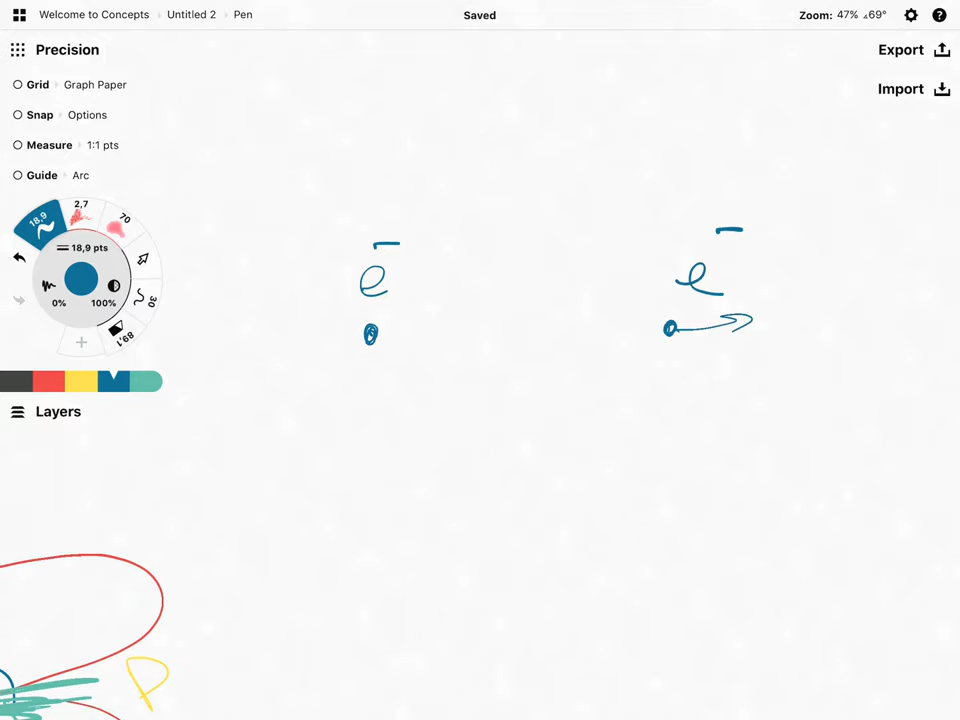 Welcome to Concepts › Untitled 2 › Pen
Saved
Zoom: 47% ⦟69°
Precision
Export
Import
Grid › Graph Paper
Snap › Options
Measure › 1:1 pts
Guide › Arc
18,9
2,7
70
18,9 pts
0%
100%
30
89,1
+
Layers
e⁻
e⁻
P